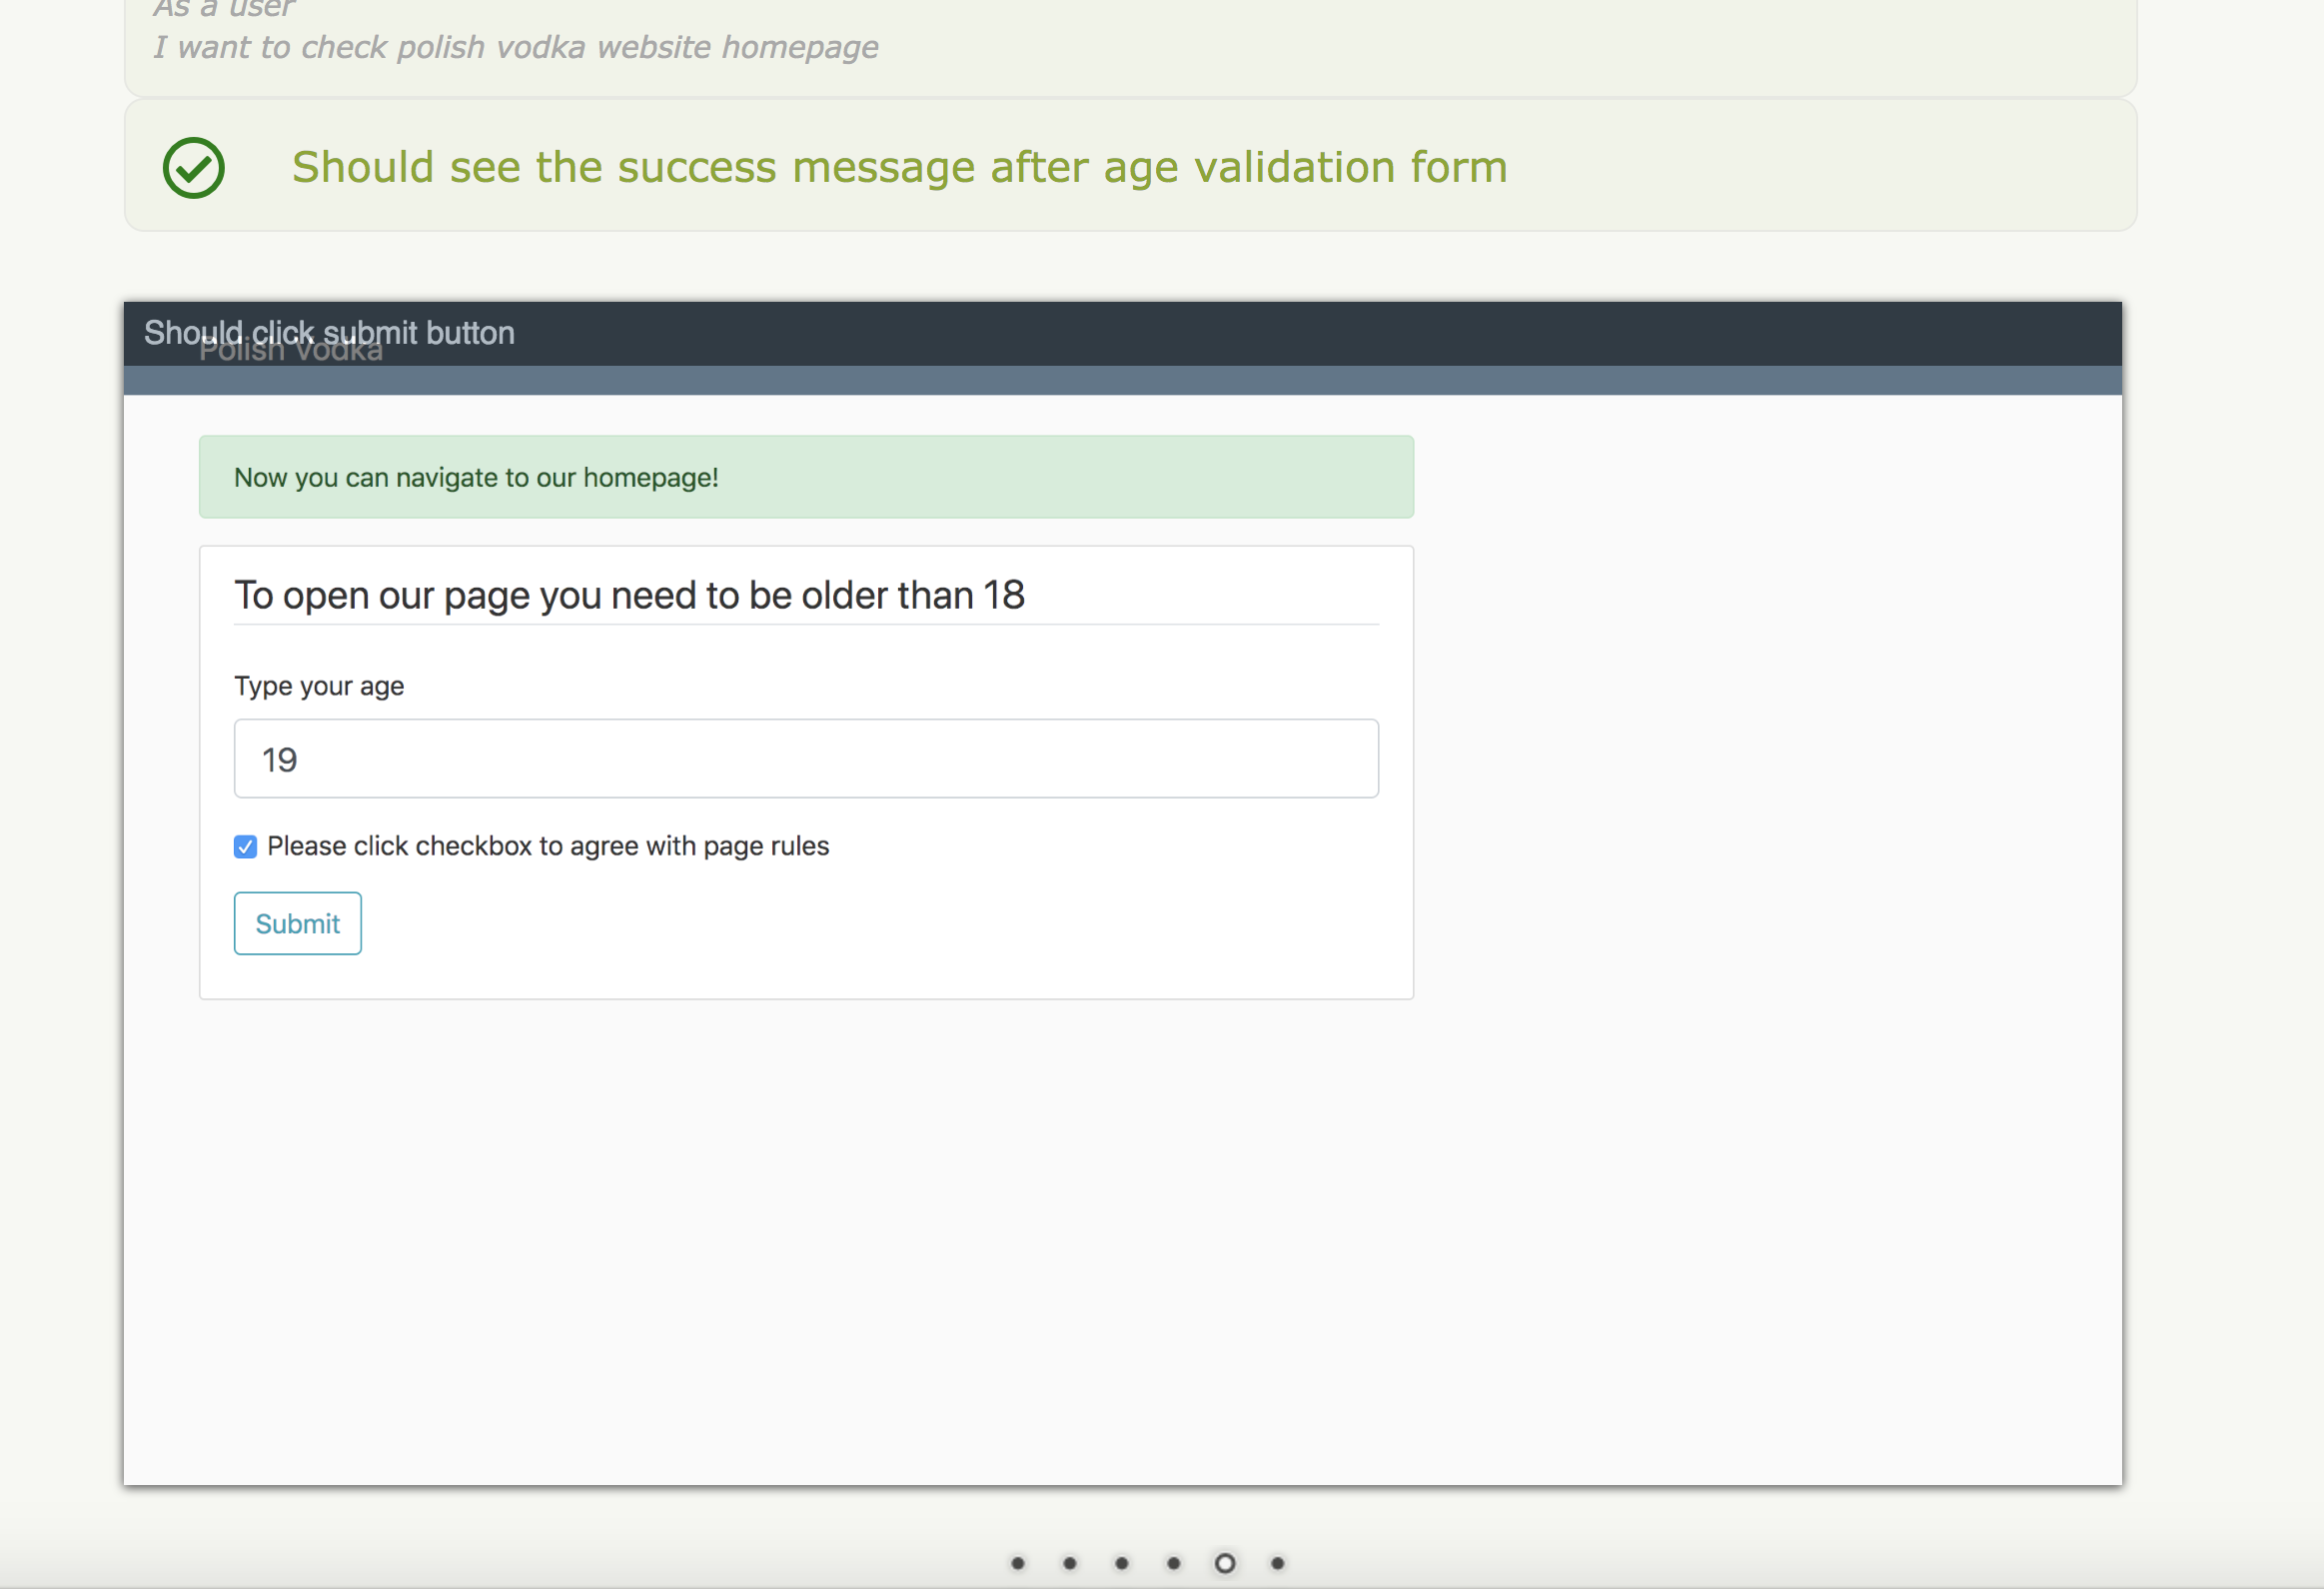 As a user
I want to check polish vodka website homepage
Should see the success message after age validation form
Should click submit button
Polish Vodka
Now you can navigate to our homepage!
To open our page you need to be older than 18
Type your age
19
Please click checkbox to agree with page rules
Submit